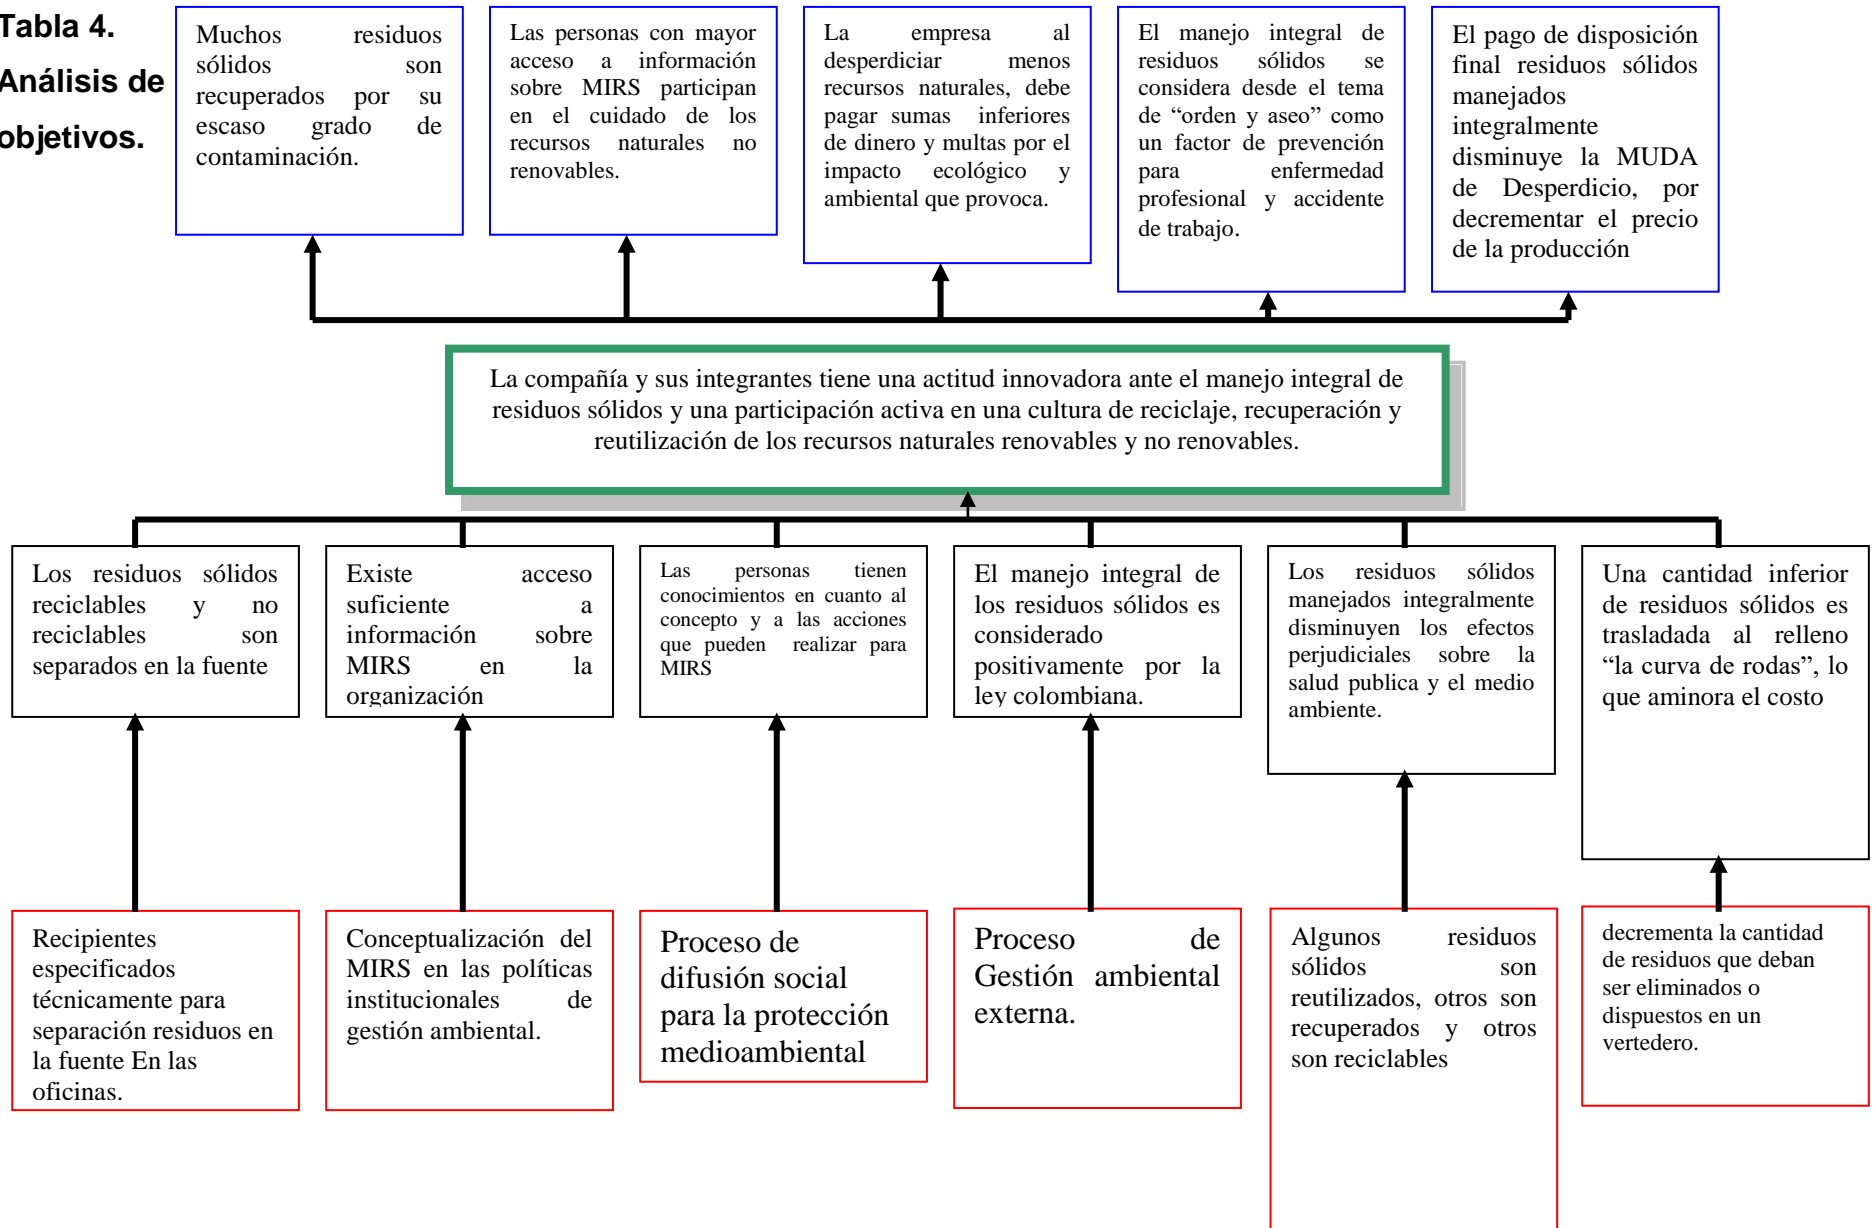 Tabla 4.
Análisis de
objetivos.
Muchos residuos
sólidos son
recuperados por su
escaso grado de
contaminación.
Las personas con mayor
acceso a información
sobre MIRS participan
en el cuidado de los
recursos naturales no
renovables.
La empresa al
desperdiciar menos
recursos naturales, debe
pagar sumas inferiores
de dinero y multas por el
impacto ecológico y
ambiental que provoca.
El manejo integral de
residuos sólidos se
considera desde el tema
de “orden y aseo” como
un factor de prevención
para enfermedad
profesional y accidente
de trabajo.
El pago de disposición
final residuos sólidos
manejados
integralmente
disminuye la MUDA
de Desperdicio, por
decrementar el precio
de la producción
La compañía y sus integrantes tiene una actitud innovadora ante el manejo integral de
residuos sólidos y una participación activa en una cultura de reciclaje, recuperación y
reutilización de los recursos naturales renovables y no renovables.
Los residuos sólidos
reciclables y no
reciclables son
separados en la fuente
Existe acceso
suficiente a
información sobre
MIRS en la
organización
Las personas tienen
conocimientos en cuanto al
concepto y a las acciones
que pueden realizar para
MIRS
El manejo integral de
los residuos sólidos es
considerado
positivamente por la
ley colombiana.
Los residuos sólidos
manejados integralmente
disminuyen los efectos
perjudiciales sobre la
salud publica y el medio
ambiente.
Una cantidad inferior
de residuos sólidos es
trasladada al relleno
“la curva de rodas”, lo
que aminora el costo
Recipientes
especificados
técnicamente para
separación residuos en
la fuente En las
oficinas.
Conceptualización del
MIRS en las políticas
institucionales de
gestión ambiental.
Proceso de
difusión social
para la protección
medioambiental
Proceso de
Gestión ambiental
externa.
Algunos residuos
sólidos son
reutilizados, otros son
recuperados y otros
son reciclables
decrementa la cantidad
de residuos que deban
ser eliminados o
dispuestos en un
vertedero.